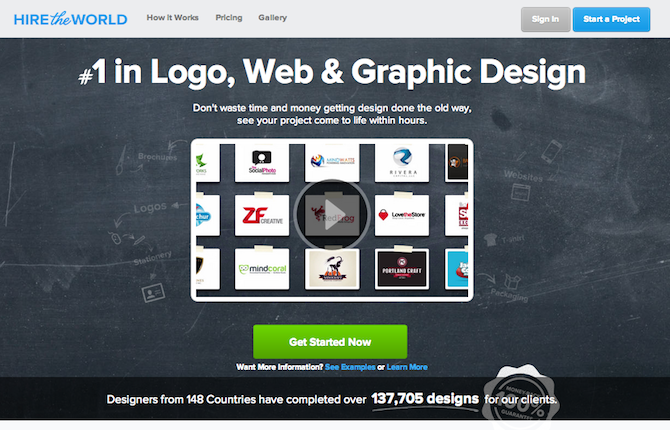 HIRE the WORLD
How it Works Pricing Gallery
Sign In Start a Project
#1 in Logo, Web & Graphic Design
Don't waste time and money getting design done the old way,
see your project come to life within hours.
Brochures
Logos
Stationery
Websites
T-shirt
Packaging
SocialPhoto
RIVERA
ZF CREATIVE
RedFrog
LovetheStore
mindcoral
PORTLAND CRAFT
Get Started Now
Want More Information? See Examples or Learn More
Designers from 148 Countries have completed over 137,705 designs for our clients.
MONEY BACK
100%
GUARANTEE